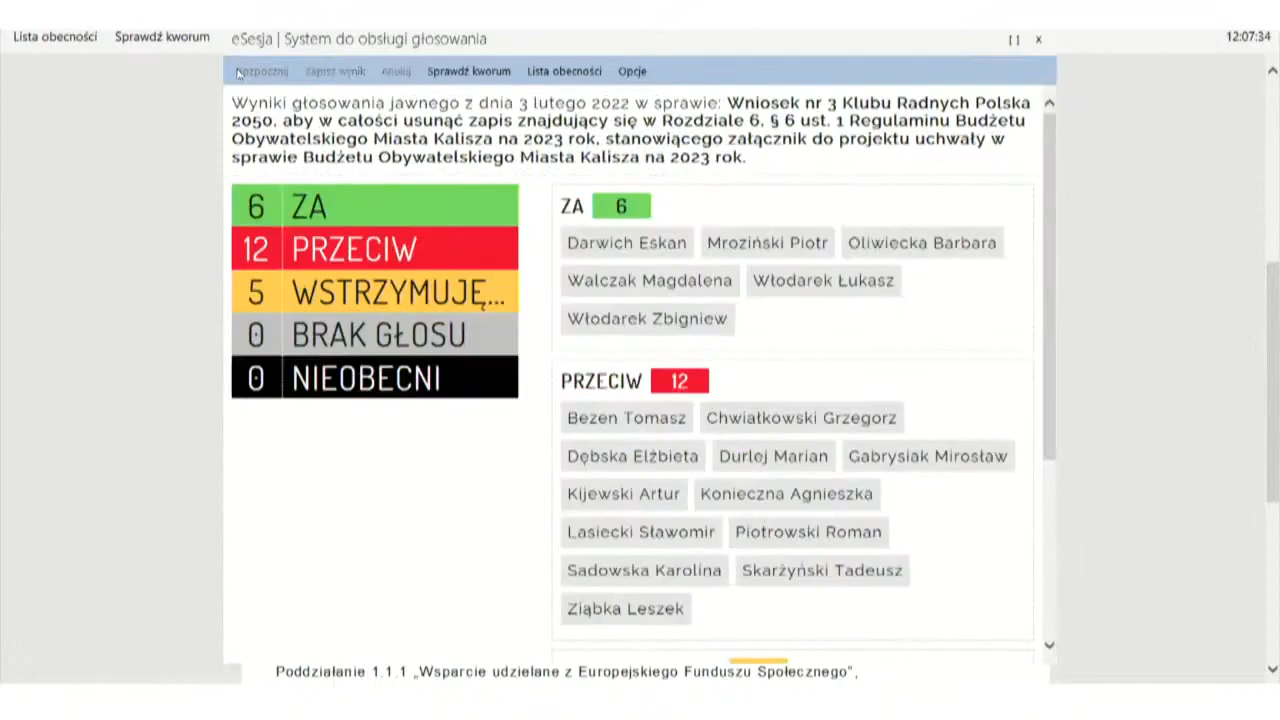 Lista obecności Sprawdź kworum eSesja | System do obsługi głosowania [ ] x 12:07:34
Rozpocznij Zapisz wynik Anuluj Sprawdź kworum Lista obecności Opcje
Wyniki głosowania jawnego z dnia 3 lutego 2022 w sprawie: Wniosek nr 3 Klubu Radnych Polska
2050, aby w całości usunąć zapis znajdujący się w Rozdziale 6, § 6 ust. 1 Regulaminu Budżetu
Obywatelskiego Miasta Kalisza na 2023 rok, stanowiącego załącznik do projektu uchwały w
sprawie Budżetu Obywatelskiego Miasta Kalisza na 2023 rok.
6 ZA
12 PRZECIW
5 WSTRZYMUJĘ...
0 BRAK GŁOSU
0 NIEOBECNI
ZA 6
Darwich Eskan Mroziński Piotr Oliwiecka Barbara
Walczak Magdalena Włodarek Łukasz
Włodarek Zbigniew
PRZECIW 12
Bezen Tomasz Chwiałkowski Grzegorz
Dębska Elżbieta Durlej Marian Gabrysiak Mirosław
Kijewski Artur Konieczna Agnieszka
Lasiecki Sławomir Piotrowski Roman
Sadowska Karolina Skarżyński Tadeusz
Ziąbka Leszek
Poddziałanie 1.1.1 „Wsparcie udzielane z Europejskiego Funduszu Społecznego”,